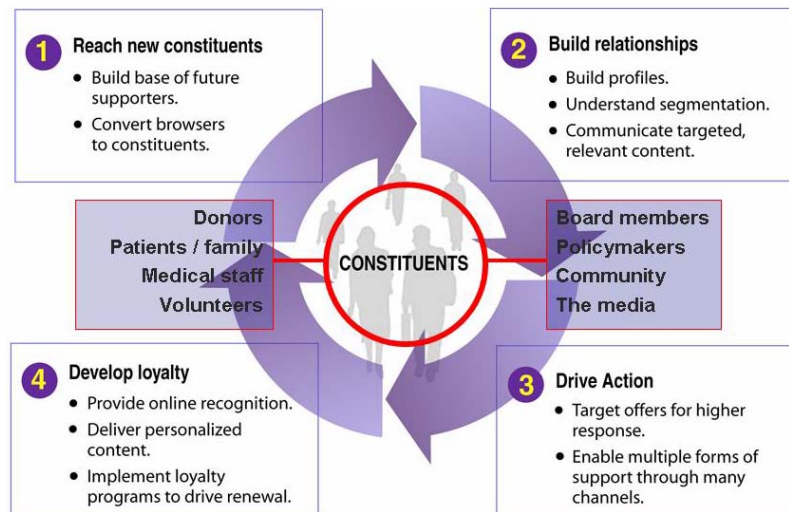 1 Reach new constituents
• Build base of future
supporters.
• Convert browsers
to constituents.
2 Build relationships
• Build profiles.
• Understand segmentation.
• Communicate targeted,
relevant content.
Donors
Patients / family
Medical staff
Volunteers
CONSTITUENTS
Board members
Policymakers
Community
The media
4 Develop loyalty
• Provide online recognition.
• Deliver personalized
content.
• Implement loyalty
programs to drive renewal.
3 Drive Action
• Target offers for higher
response.
• Enable multiple forms of
support through many
channels.